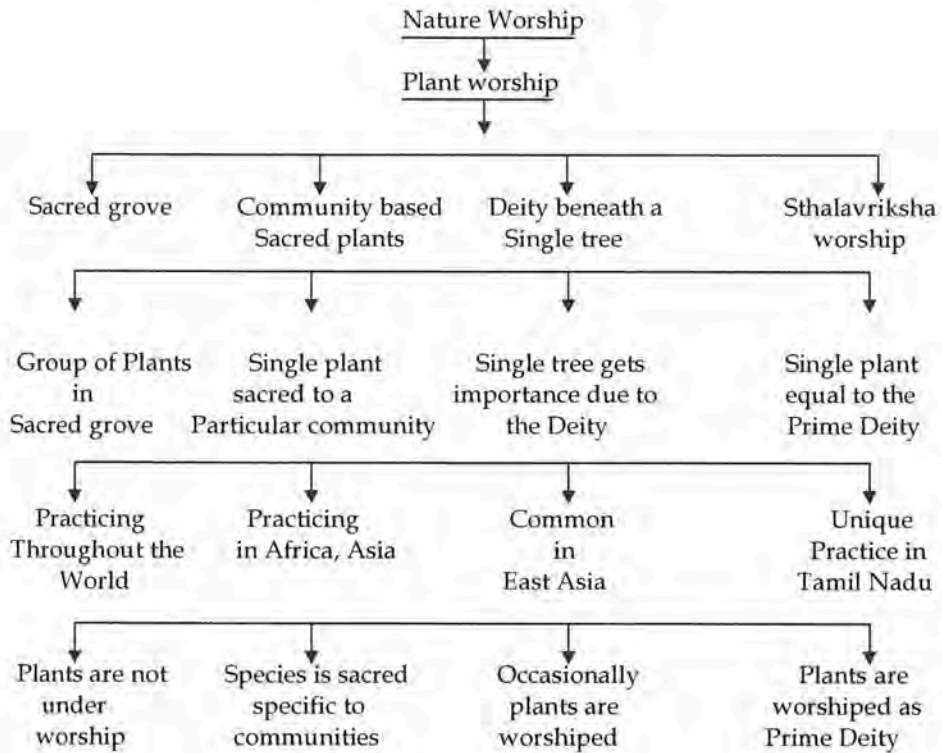 Nature Worship
Plant worship
Sacred grove
Community based
Sacred plants
Deity beneath a
Single tree
Sthalavriksha
worship
Group of Plants
in
Sacred grove
Single plant
sacred to a
Particular community
Single tree gets
importance due to
the Deity
Single plant
equal to the
Prime Deity
Practicing
Throughout the
World
Practicing
in Africa, Asia
Common
in
East Asia
Unique
Practice in
Tamil Nadu
Plants are not
under
worship
Species is sacred
specific to
communities
Occasionally
plants are
worshiped
Plants are
worshiped as
Prime Deity